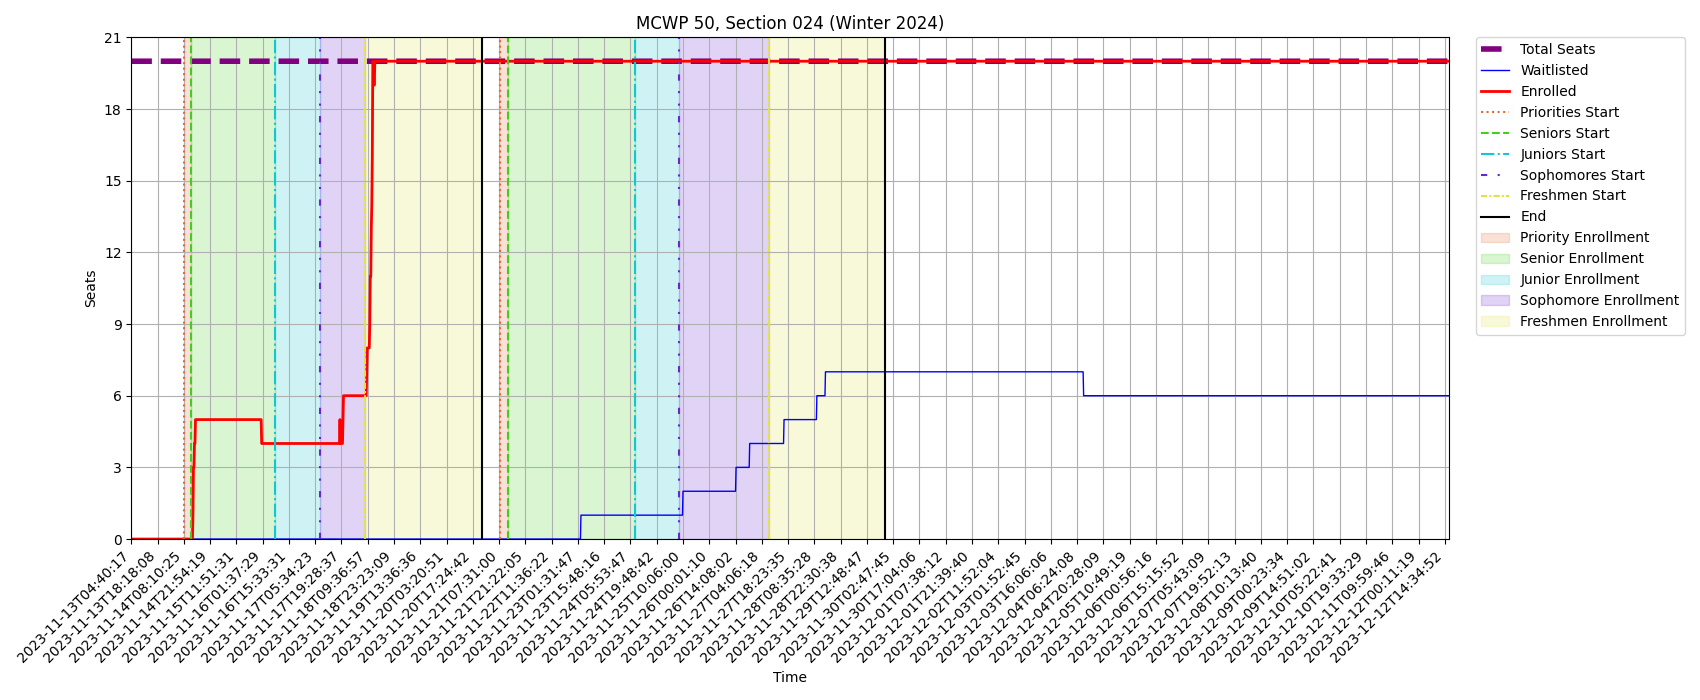 MCWP 50, Section 024 (Winter 2024)
21
18
15
12
9
6
3
0
Seats
2023-11-13T04:40:17
2023-11-13T18:18:08
2023-11-14T08:10:25
2023-11-14T21:54:19
2023-11-15T11:51:31
2023-11-16T01:37:29
2023-11-16T15:33:31
2023-11-17T05:34:23
2023-11-17T19:28:37
2023-11-18T09:36:57
2023-11-18T23:23:09
2023-11-19T13:36:36
2023-11-20T03:20:51
2023-11-20T17:24:42
2023-11-21T07:31:00
2023-11-21T21:22:05
2023-11-22T11:36:22
2023-11-23T01:31:47
2023-11-23T15:48:16
2023-11-24T05:53:47
2023-11-24T19:48:42
2023-11-25T10:06:00
2023-11-26T00:01:10
2023-11-26T14:08:02
2023-11-27T04:06:18
2023-11-27T18:23:35
2023-11-28T08:35:28
2023-11-28T22:30:38
2023-11-29T12:48:47
2023-11-30T02:47:45
2023-11-30T17:04:06
2023-12-01T07:38:12
2023-12-01T21:39:40
2023-12-02T11:52:04
2023-12-03T01:52:45
2023-12-03T16:06:06
2023-12-04T06:24:08
2023-12-04T20:28:09
2023-12-05T10:49:19
2023-12-06T00:56:16
2023-12-06T15:15:52
2023-12-07T05:43:09
2023-12-07T19:52:13
2023-12-08T10:13:40
2023-12-09T00:23:34
2023-12-09T14:51:02
2023-12-10T05:22:41
2023-12-10T19:33:29
2023-12-11T09:59:46
2023-12-12T00:11:19
2023-12-12T14:34:52
Time
Total Seats
Waitlisted
Enrolled
Priorities Start
Seniors Start
Juniors Start
Sophomores Start
Freshmen Start
End
Priority Enrollment
Senior Enrollment
Junior Enrollment
Sophomore Enrollment
Freshmen Enrollment